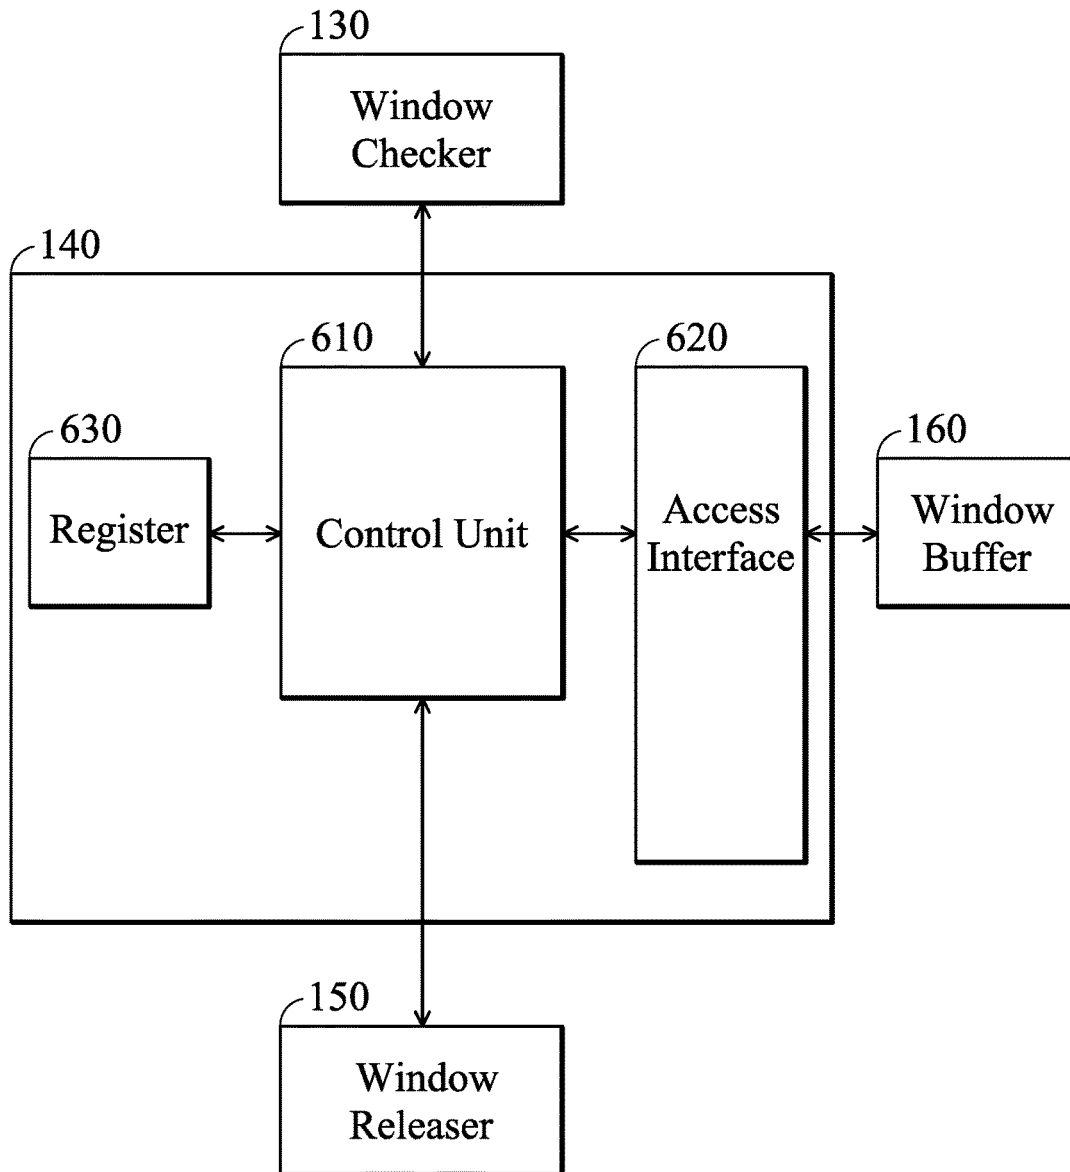 130
Window
Checker
140
610
620
630
160
Register
Control Unit
Access
Interface
Window
Buffer
150
Window
Releaser